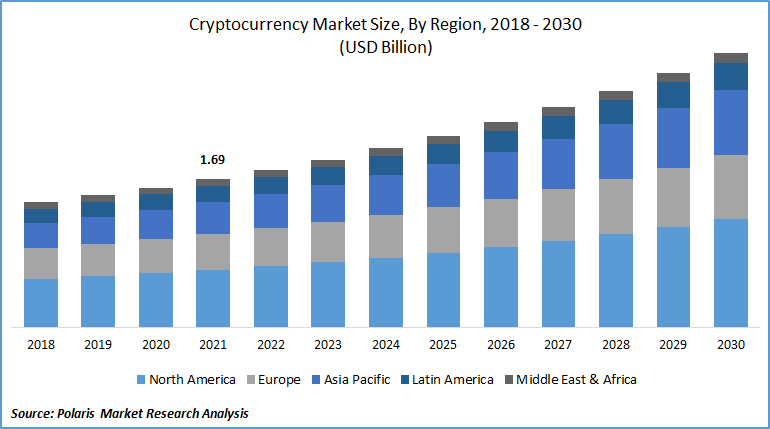 Cryptocurrency Market Size, By Region, 2018 - 2030
(USD Billion)
1.69
2018 2019 2020 2021 2022 2023 2024 2025 2026 2027 2028 2029 2030
North America Europe Asia Pacific Latin America Middle East & Africa
Source: Polaris Market Research Analysis